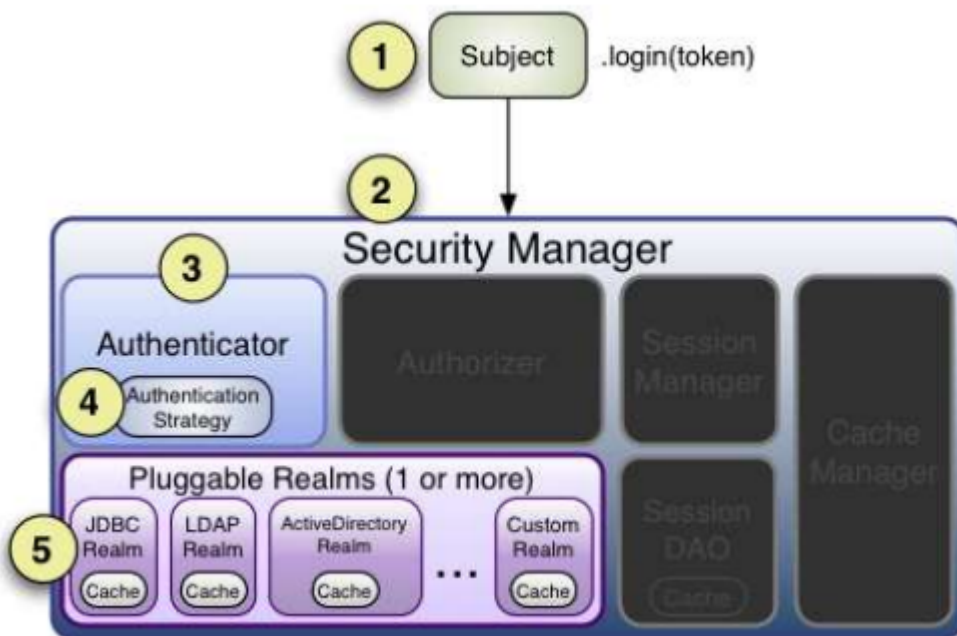 1
Subject
.login(token)
2
Security Manager
3
Authenticator
4
Authentication
Strategy
Authorizer
Session
Manager
Cache
Manager
Pluggable Realms (1 or more)
5
JDBC
Realm
Cache
LDAP
Realm
Cache
ActiveDirectory
Realm
Cache
...
Custom
Realm
Cache
Session
DAO
Cache